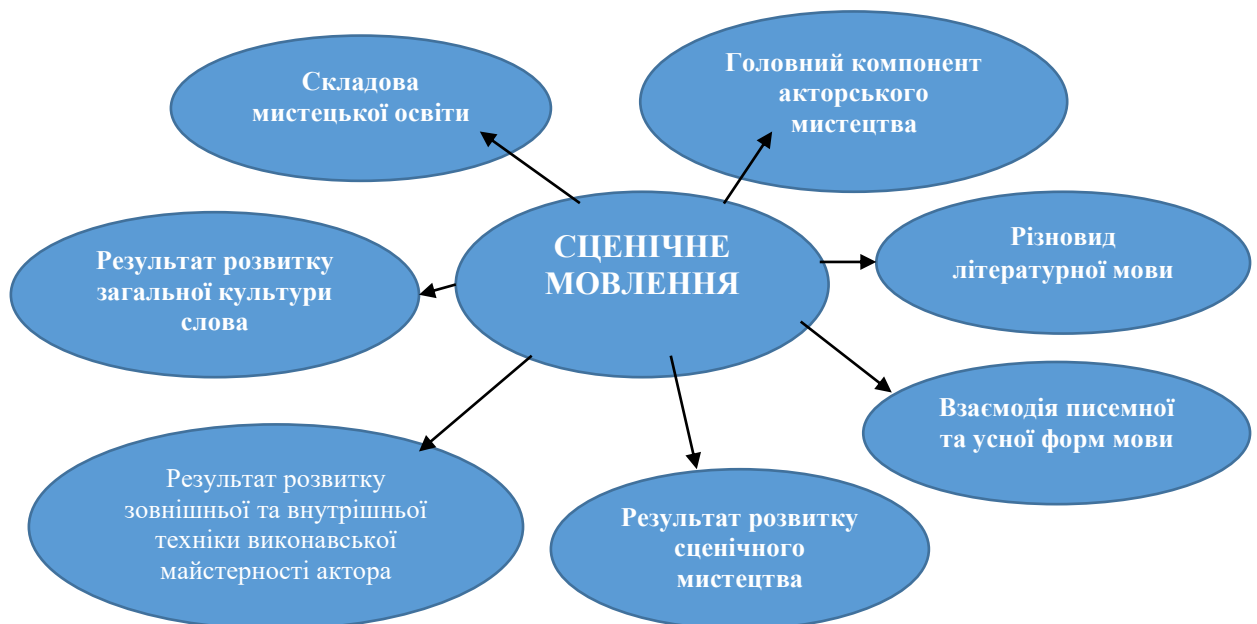 Складова
мистецької освіти
Головний компонент
акторського
мистецтва
СЦЕНІЧНЕ
МОВЛЕННЯ
Різновид
літературної мови
Результат розвитку
загальної культури
слова
Взаємодія писемної
та усної форм мови
Результат розвитку
зовнішньої та внутрішньої
техніки виконавської
майстерності актора
Результат розвитку
сценічного
мистецтва